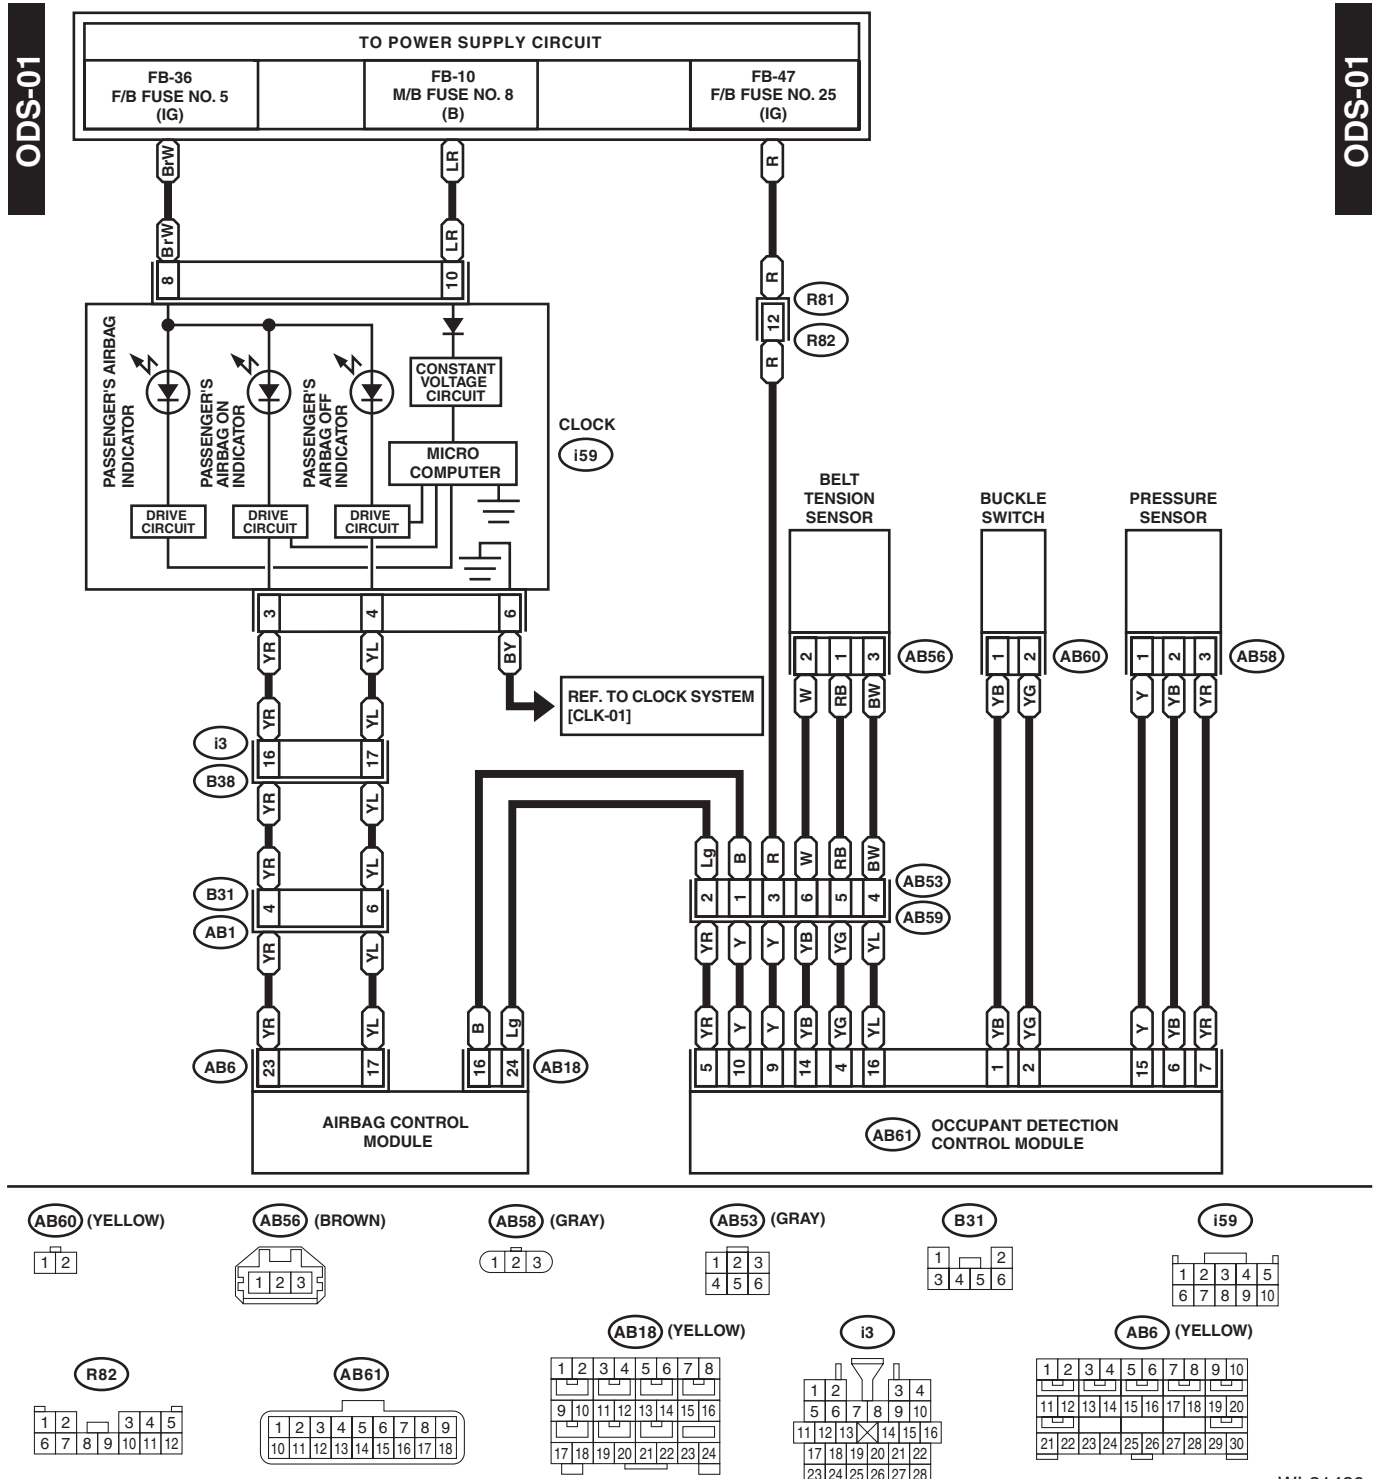 ODS-01
ODS-01
TO POWER SUPPLY CIRCUIT
FB-36
F/B FUSE NO. 5
(IG)
FB-10
M/B FUSE NO. 8
(B)
FB-47
F/B FUSE NO. 25
(IG)
BrW
LR
R
BrW
LR
R
8
10
12
R81
R82
R
PASSENGER'S AIRBAG
INDICATOR
PASSENGER'S
AIRBAG ON
INDICATOR
PASSENGER'S
AIRBAG OFF
INDICATOR
CONSTANT
VOLTAGE
CIRCUIT
MICRO
COMPUTER
CLOCK
i59
DRIVE
CIRCUIT
DRIVE
CIRCUIT
DRIVE
CIRCUIT
BELT
TENSION
SENSOR
BUCKLE
SWITCH
PRESSURE
SENSOR
3 4 6
YR YL BY
2 1 3
AB56
1 2
AB60
1 2 3
AB58
W RB BW
YB YG
Y YB YR
REF. TO CLOCK SYSTEM
[CLK-01]
YR YL
i3
16 17
B38
YR YL
YR YL
B31
4 6
AB1
YR YL
Lg B R W RB BW
2 1 3 6 5 4
AB53
AB59
YR Y Y YB YG YL
YR YL
B Lg
YR Y Y YB YG YL
YB YG
Y YB YR
AB6
23 17
16 24
AB18
5 10 9 14 4 16
1 2
15 6 7
AIRBAG CONTROL
MODULE
AB61
OCCUPANT DETECTION
CONTROL MODULE
AB60 (YELLOW)
1 2
AB56 (BROWN)
1 2 3
AB58 (GRAY)
1 2 3
AB53 (GRAY)
1 2 3
4 5 6
B31
1 2
3 4 5 6
i59
1 2 3 4 5
6 7 8 9 10
R82
1 2 3 4 5
6 7 8 9 10 11 12
AB61
1 2 3 4 5 6 7 8 9
10 11 12 13 14 15 16 17 18
AB18 (YELLOW)
1 2 3 4 5 6 7 8
9 10 11 12 13 14 15 16
17 18 19 20 21 22 23 24
i3
1 2 3 4
5 6 7 8 9 10
11 12 13 14 15 16
17 18 19 20 21 22
23 24 25 26 27 28
AB6 (YELLOW)
1 2 3 4 5 6 7 8 9 10
11 12 13 14 15 16 17 18 19 20
21 22 23 24 25 26 27 28 29 30